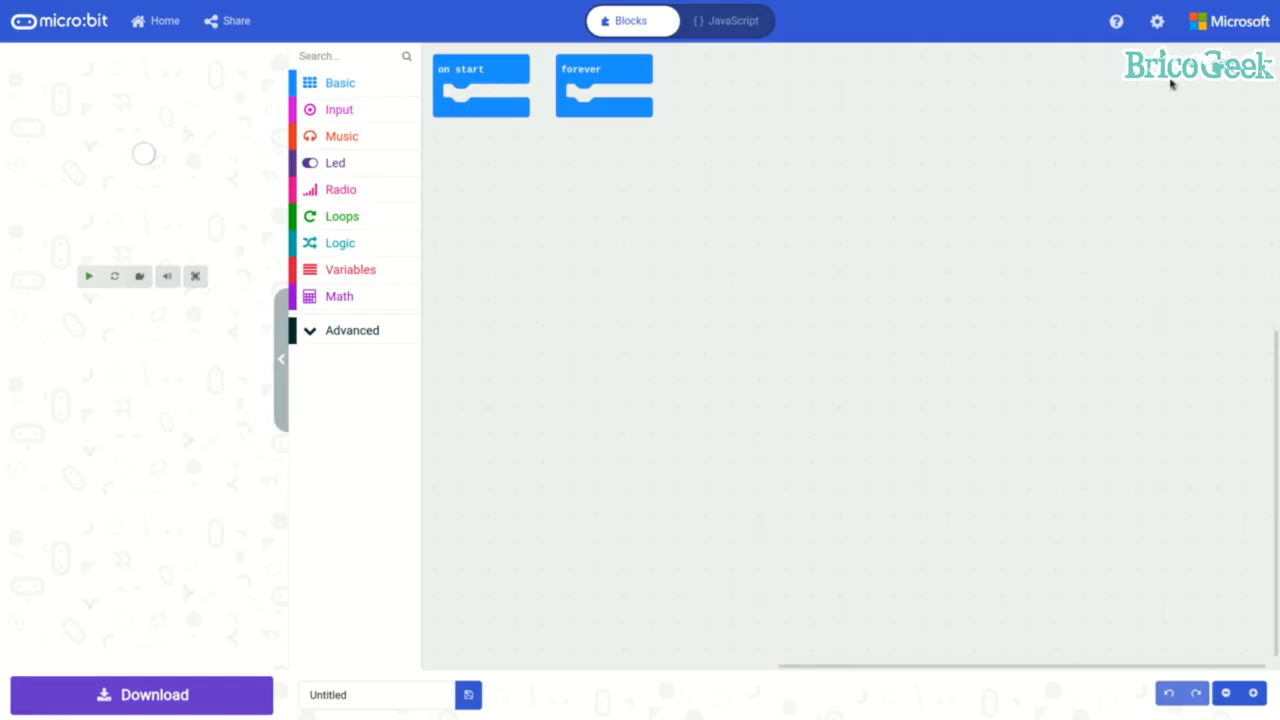 micro:bit
Home
Share
Blocks
{ } JavaScript
Microsoft
BricoGeek
Search...
Basic
Input
Music
Led
Radio
Loops
Logic
Variables
Math
Advanced
on start
forever
Download
Untitled